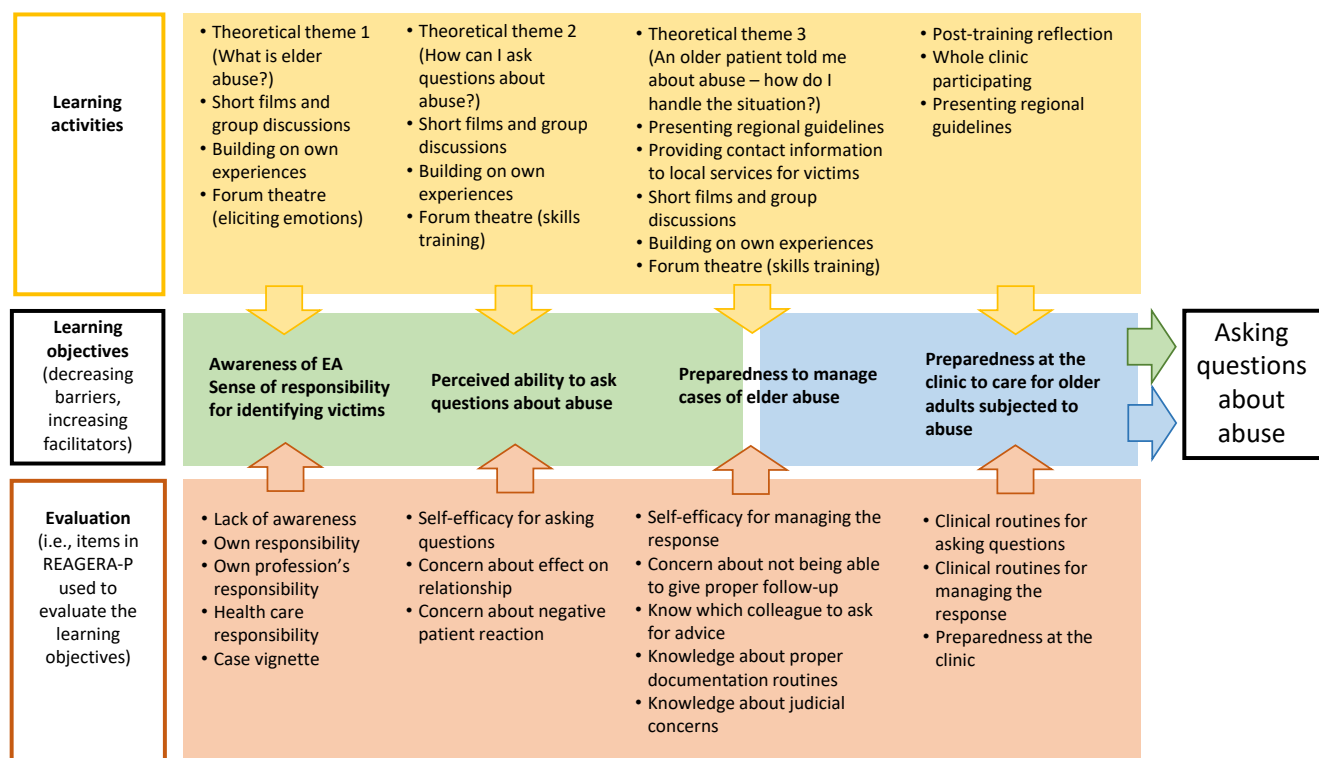 Learning
activities
• Theoretical theme 1
(What is elder
abuse?)
• Short films and
group discussions
• Building on own
experiences
• Forum theatre
(eliciting emotions)
• Theoretical theme 2
(How can I ask
questions about
abuse?)
• Short films and group
discussions
• Building on own
experiences
• Forum theatre (skills
training)
• Theoretical theme 3
(An older patient told me
about abuse – how do I
handle the situation?)
• Presenting regional guidelines
• Providing contact information
to local services for victims
• Short films and group
discussions
• Building on own experiences
• Forum theatre (skills training)
• Post-training reflection
• Whole clinic
participating
• Presenting regional
guidelines
Learning
objectives
(decreasing
barriers,
increasing
facilitators)
Awareness of EA
Sense of responsibility
for identifying victims
Perceived ability to ask
questions about abuse
Preparedness to manage
cases of elder abuse
Preparedness at the
clinic to care for older
adults subjected to
abuse
Asking
questions
about
abuse
Evaluation
(i.e., items in
REAGERA-P
used to
evaluate the
learning
objectives)
• Lack of awareness
• Own responsibility
• Own profession’s
responsibility
• Health care
responsibility
• Case vignette
• Self-efficacy for asking
questions
• Concern about effect on
relationship
• Concern about negative
patient reaction
• Self-efficacy for managing the
response
• Concern about not being able
to give proper follow-up
• Know which colleague to ask
for advice
• Knowledge about proper
documentation routines
• Knowledge about judicial
concerns
• Clinical routines for
asking questions
• Clinical routines for
managing the
response
• Preparedness at the
clinic